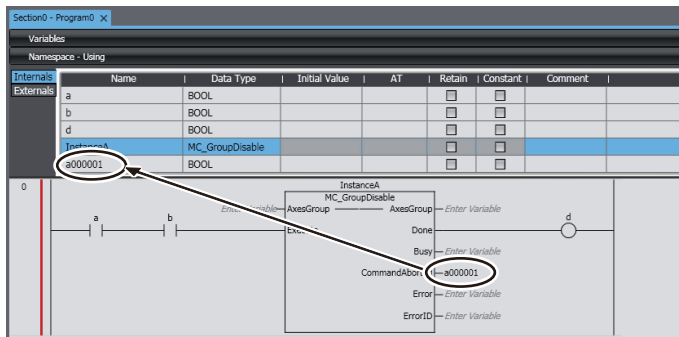 Section0 - Program0 ×
Variables
Namespace - Using
Internals
Externals
Name | Data Type | Initial Value | AT | Retain | Constant | Comment
a BOOL
b BOOL
d BOOL
InstanceA MC_GroupDisable
a000001 BOOL
0
InstanceA
MC_GroupDisable
Enter Variable AxesGroup AxesGroup Enter Variable
a b Done d
Busy Enter Variable
a000001
Error Enter Variable
ErrorID Enter Variable